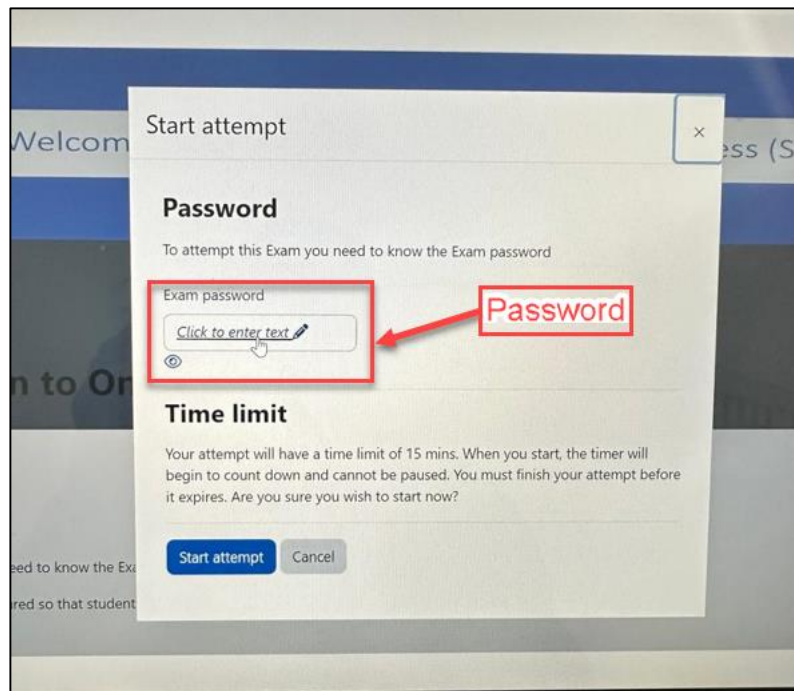 Welcom
ess (S
Start attempt
×
Password
To attempt this Exam you need to know the Exam password
Exam password
Click to enter text
Password
n to On
Time limit
Your attempt will have a time limit of 15 mins. When you start, the timer will
begin to count down and cannot be paused. You must finish your attempt before
it expires. Are you sure you wish to start now?
Start attempt
Cancel
eed to know the Exa
red so that student